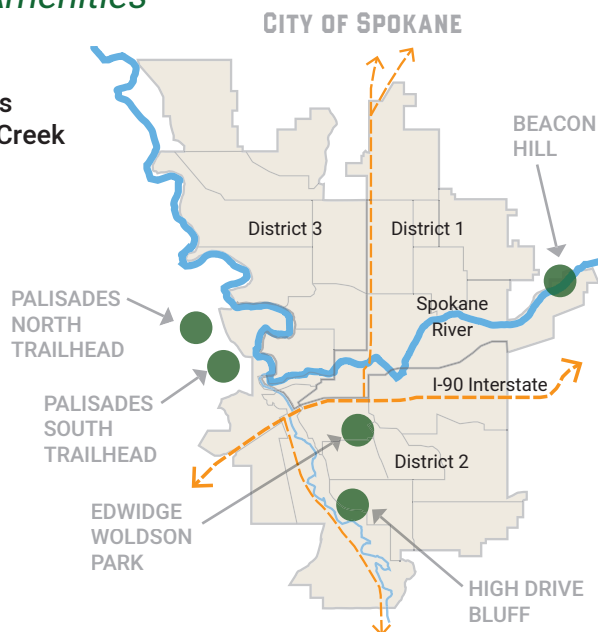 Amenities
CITY OF SPOKANE
s
Creek
BEACON
HILL
District 3
District 1
PALISADES
NORTH
TRAILHEAD
Spokane
River
I-90 Interstate
PALISADES
SOUTH
TRAILHEAD
District 2
EDWIDGE
WOLDSON
PARK
HIGH DRIVE
BLUFF